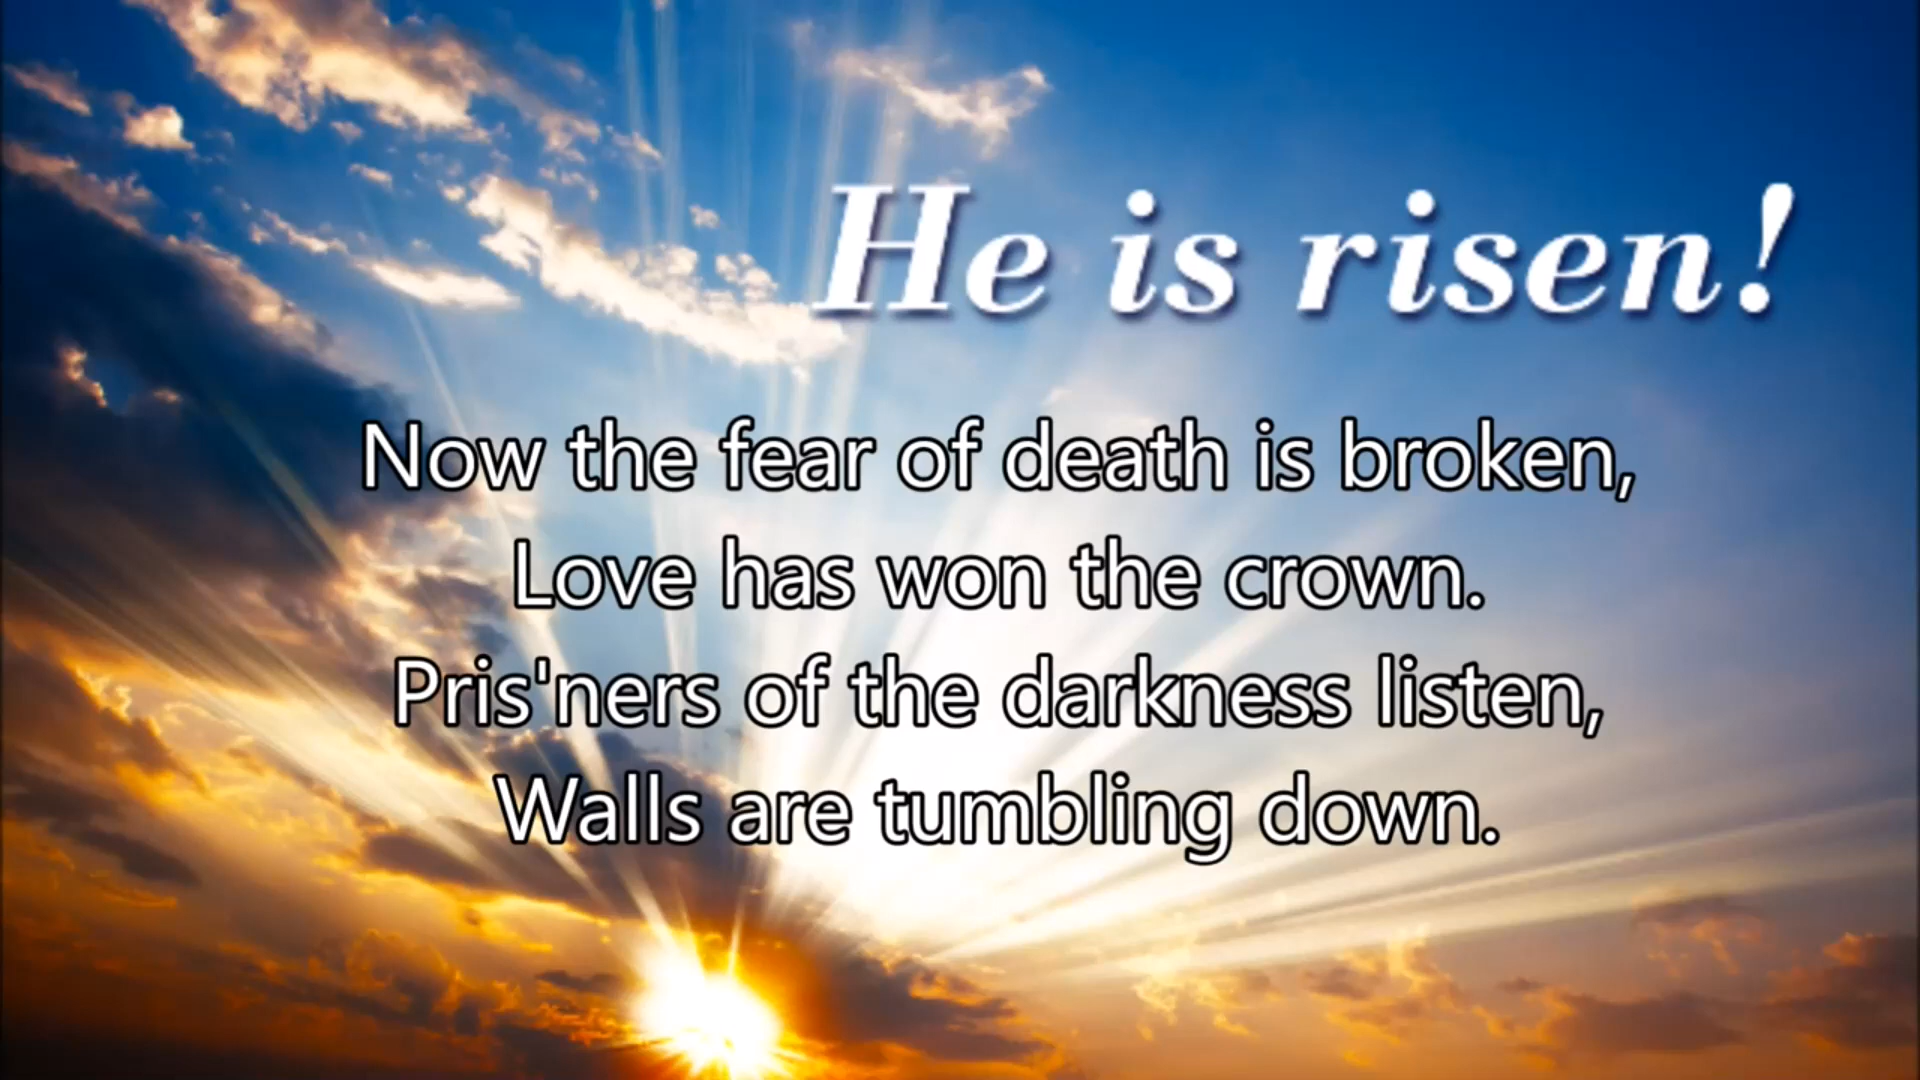 He is risen!
Now the fear of death is broken,
Love has won the crown.
Pris'ners of the darkness listen,
Walls are tumbling down.